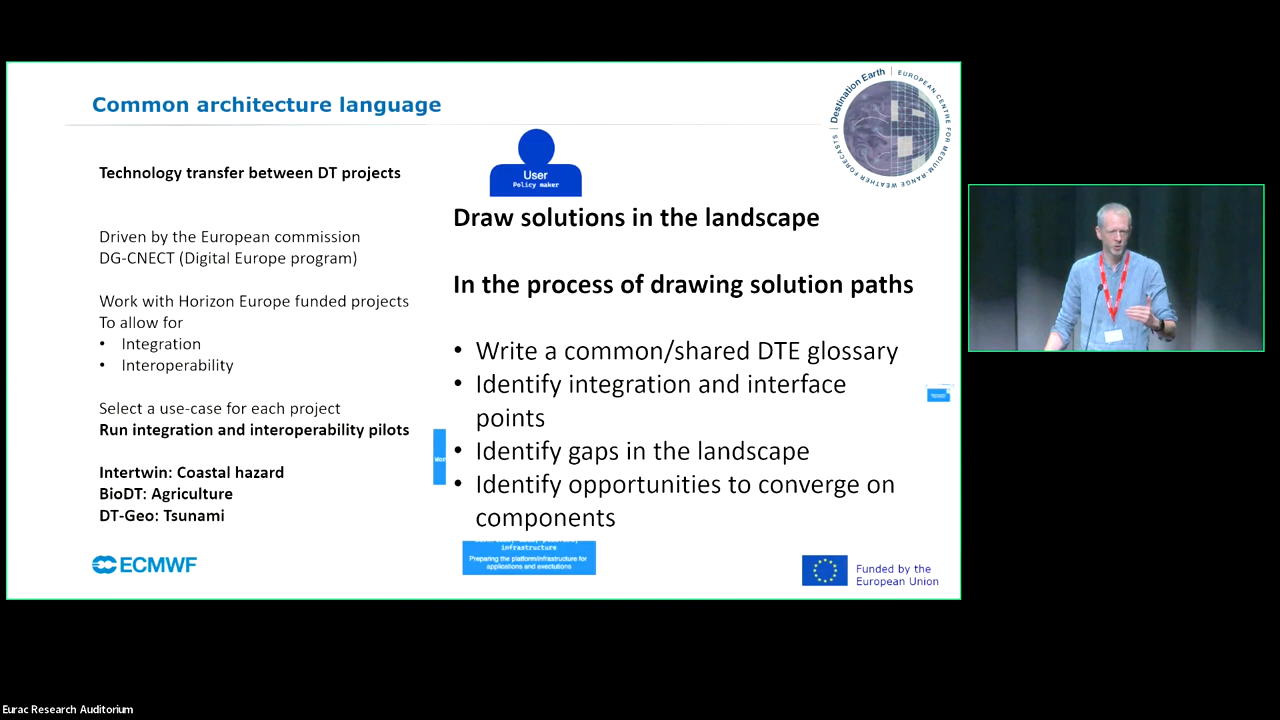 Common architecture language
Destination Earth | EUROPEAN CENTRE FOR MEDIUM-RANGE WEATHER FORECASTS |
Technology transfer between DT projects
Driven by the European commission
DG-CNECT (Digital Europe program)
Work with Horizon Europe funded projects
To allow for
• Integration
• Interoperability
Select a use-case for each project
Run integration and interoperability pilots
Intertwin: Coastal hazard
BioDT: Agriculture
DT-Geo: Tsunami
ECMWF
User
Policy maker
Draw solutions in the landscape
In the process of drawing solution paths
• Write a common/shared DTE glossary
• Identify integration and interface
points
• Identify gaps in the landscape
• Identify opportunities to converge on
components
infrastructure
Preparing the platform/infrastructure for
applications and exectutions
Funded by the
European Union
Eurac Research Auditorium